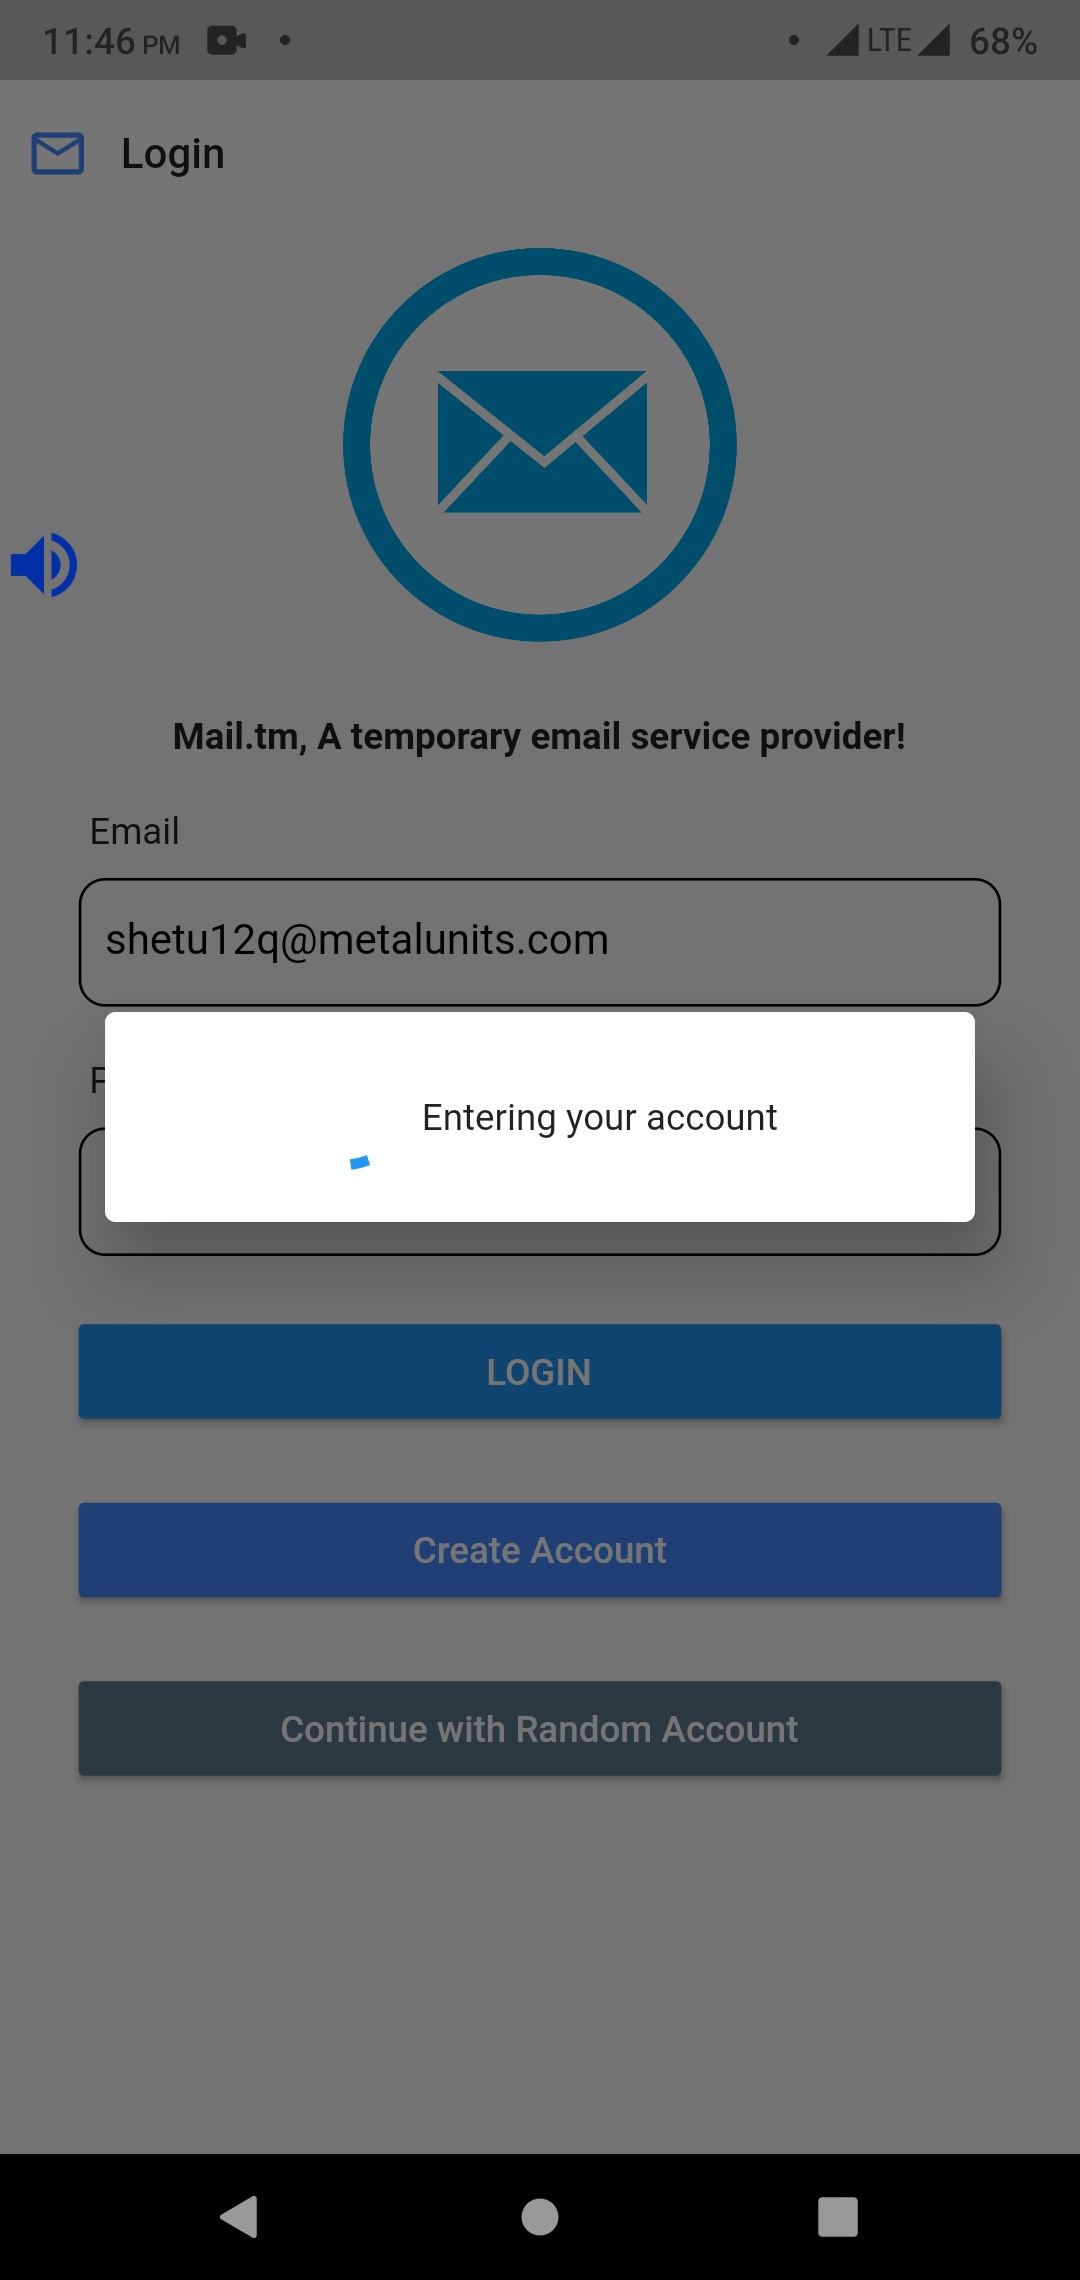 11:46 PM LTE 68%
Login
Mail.tm, A temporary email service provider!
Email
shetu12q@metalunits.com
Entering your account
LOGIN
Create Account
Continue with Random Account